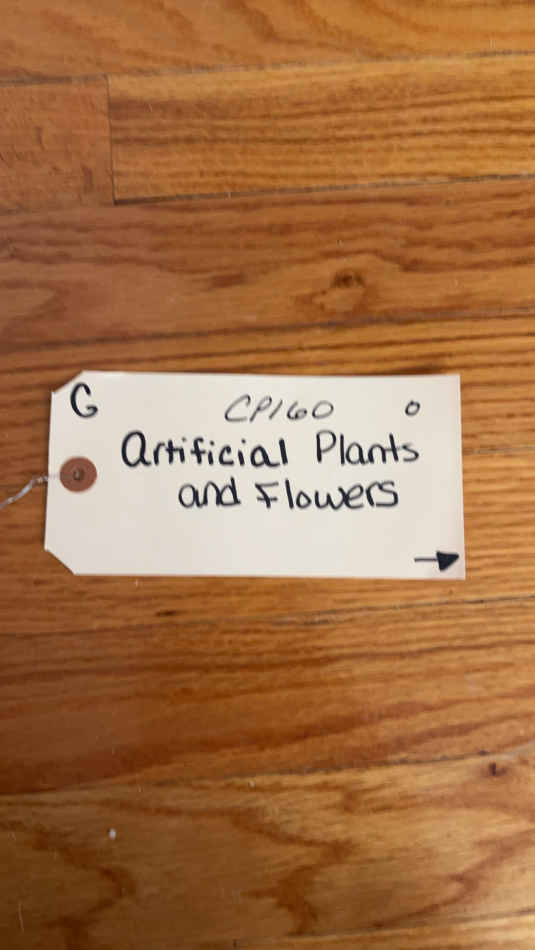 G CP160 0
Artificial Plants
and Flowers